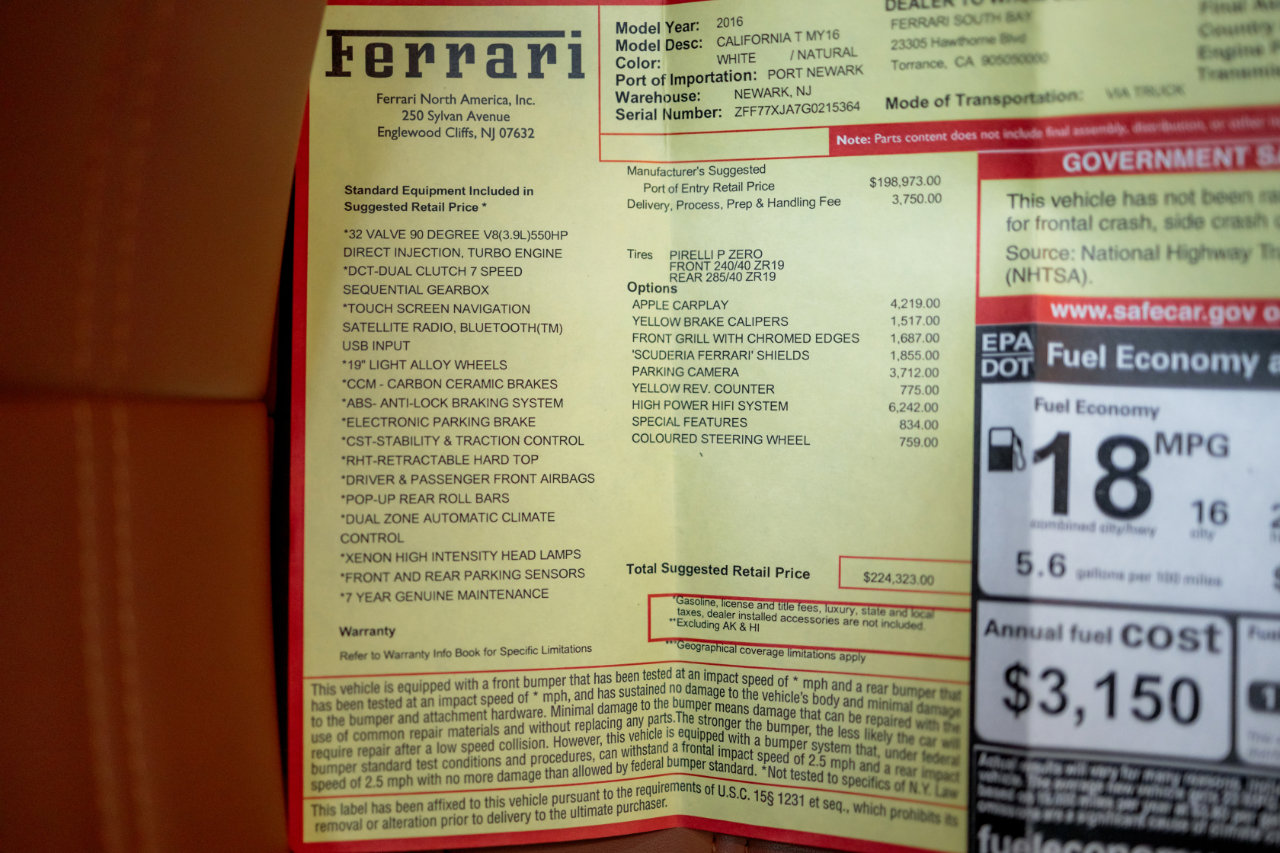 Ferrari
Ferrari North America, Inc.
250 Sylvan Avenue
Englewood Cliffs, NJ 07632
Model Year: 2016
Model Desc: CALIFORNIA T MY16
Color: WHITE / NATURAL
Port of Importation: PORT NEWARK
Warehouse: NEWARK, NJ
Serial Number: ZFF77XJA7G0215364
DEALER TO
FERRARI SOUTH BAY
23305 Hawthorne Blvd
Torrance, CA 905050000
Mode of Transportation: VIA TRUCK
Final
Country
Engine
Note: Parts content does not include final assembly, distribution, or other
Standard Equipment Included in
Suggested Retail Price *
*32 VALVE 90 DEGREE V8(3.9L)550HP
DIRECT INJECTION, TURBO ENGINE
*DCT-DUAL CLUTCH 7 SPEED
SEQUENTIAL GEARBOX
*TOUCH SCREEN NAVIGATION
SATELLITE RADIO, BLUETOOTH(TM)
USB INPUT
*19" LIGHT ALLOY WHEELS
*CCM - CARBON CERAMIC BRAKES
*ABS- ANTI-LOCK BRAKING SYSTEM
*ELECTRONIC PARKING BRAKE
*CST-STABILITY & TRACTION CONTROL
*RHT-RETRACTABLE HARD TOP
*DRIVER & PASSENGER FRONT AIRBAGS
*POP-UP REAR ROLL BARS
*DUAL ZONE AUTOMATIC CLIMATE
CONTROL
*XENON HIGH INTENSITY HEAD LAMPS
*FRONT AND REAR PARKING SENSORS
*7 YEAR GENUINE MAINTENANCE
Warranty
Refer to Warranty Info Book for Specific Limitations
Manufacturer's Suggested
Port of Entry Retail Price $198,973.00
Delivery, Process, Prep & Handling Fee 3,750.00
Tires PIRELLI P ZERO
FRONT 240/40 ZR19
REAR 285/40 ZR19
Options
APPLE CARPLAY 4,219.00
YELLOW BRAKE CALIPERS 1,517.00
FRONT GRILL WITH CHROMED EDGES 1,687.00
'SCUDERIA FERRARI' SHIELDS 1,855.00
PARKING CAMERA 3,712.00
YELLOW REV. COUNTER 775.00
HIGH POWER HIFI SYSTEM 6,242.00
SPECIAL FEATURES 834.00
COLOURED STEERING WHEEL 759.00
Total Suggested Retail Price $224,323.00
*Gasoline, license and title fees, luxury, state and local
taxes, dealer installed accessories are not included.
**Excluding AK & HI
***Geographical coverage limitations apply
GOVERNMENT
This vehicle has not been
for frontal crash, side crash
Source: National Highway
(NHTSA).
www.safecar.gov
EPA
DOT
Fuel Economy
Fuel Economy
18 MPG
combined city/hwy
16
city
5.6 gallons per 100 miles
Annual fuel cost
$3,150
This vehicle is equipped with a front bumper that has been tested at an impact speed of * mph and a rear bumper that
has been tested at an impact speed of * mph, and has sustained no damage to the vehicle's body and minimal damage
to the bumper and attachment hardware. Minimal damage to the bumper means damage that can be repaired with the
use of common repair materials and without replacing any parts.The stronger the bumper, the less likely the car will
require repair after a low speed collision. However, this vehicle is equipped with a bumper system that, under federal
bumper standard test conditions and procedures, can withstand a frontal impact speed of 2.5 mph and a rear impact
speed of 2.5 mph with no more damage than allowed by federal bumper standard. *Not tested to specifics of N.Y. Law
This label has been affixed to this vehicle pursuant to the requirements of U.S.C. 15§ 1231 et seq., which prohibits its
removal or alteration prior to delivery to the ultimate purchaser.